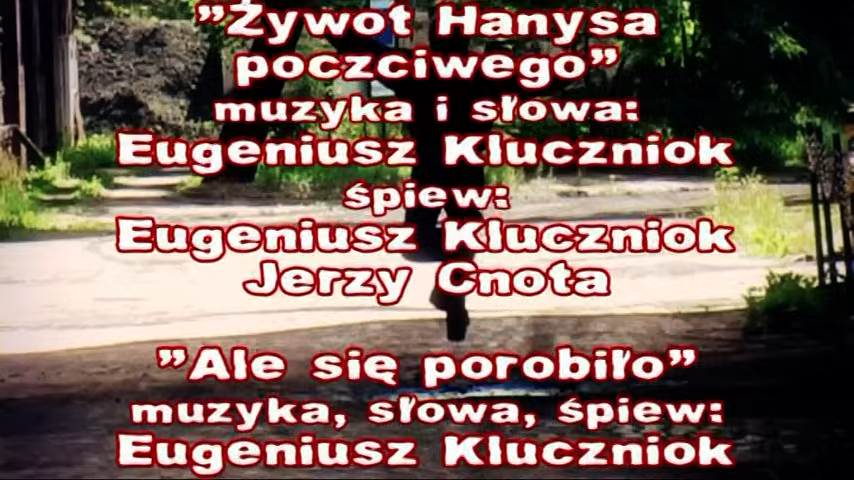 "Żywot Hanysa
poczciwego"
muzyka i słowa:
Eugeniusz Kluczniok
śpiew:
Eugeniusz Kluczniok
Jerzy Cnota
"Ale się porobiło"
muzyka, słowa, śpiew:
Eugeniusz Kluczniok